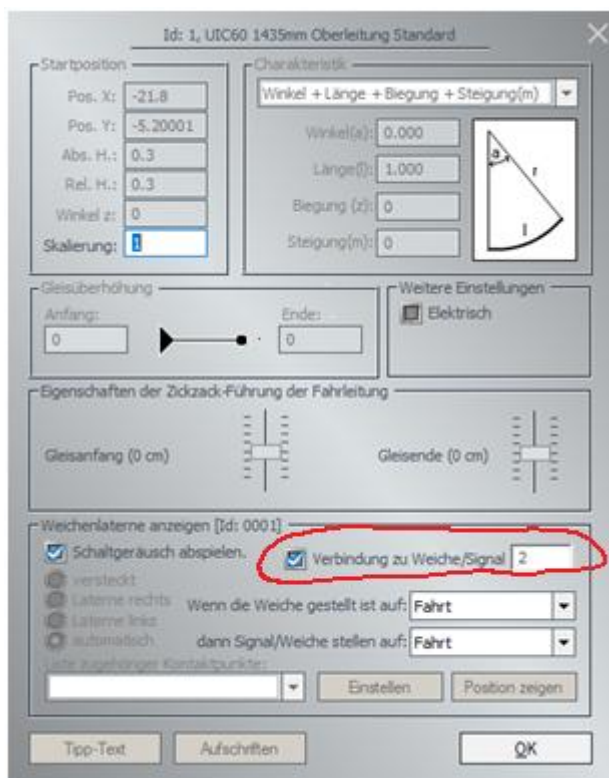 Id: 1, UIC60 1435mm Oberleitung Standard
Startposition
Pos. X: -21.8
Pos. Y: -5.20001
Abs. H.: 0.3
Rel. H.: 0.3
Winkel z: 0
Skalierung: 1
Charakteristik
Winkel + Länge + Biegung + Steigung(m)
Winkel(a): 0.000
Länge(l): 1.000
Biegung (z): 0
Steigung(m): 0
a
r
l
Gleisüberhöhung
Anfang:
0
Ende:
0
Weitere Einstellungen
Elektrisch
Eigenschaften der Zickzack-Führung der Fahrleitung
Gleisanfang (0 cm)
Gleisende (0 cm)
Weichenlaterne anzeigen [Id: 0001]
Schaltgeräusch abspielen.
Verbindung zu Weiche/Signal 2
versteckt
Laterne rechts
Laterne links
automatisch
Wenn die Weiche gestellt ist auf: Fahrt
dann Signal/Weiche stellen auf: Fahrt
Liste zugehöriger Kontaktpunkte:
Einstellen
Position zeigen
Tipp-Text
Aufschriften
OK